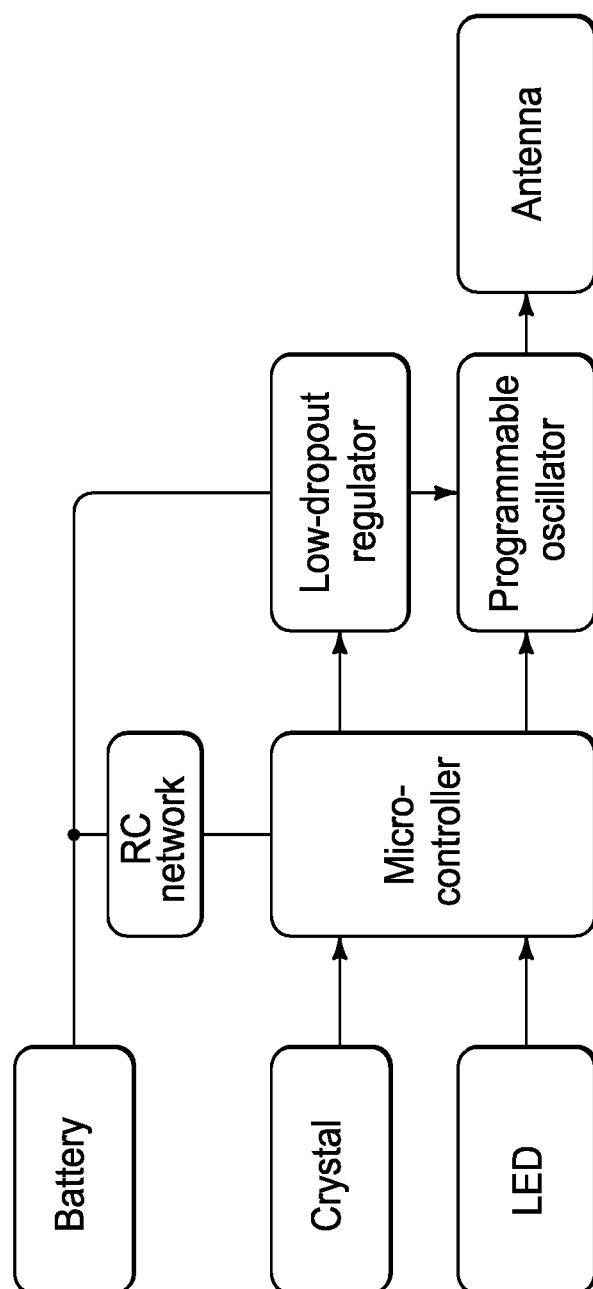 Battery
RC
network
Low-dropout
regulator
Crystal
Micro-
controller
LED
Programmable
oscillator
Antenna